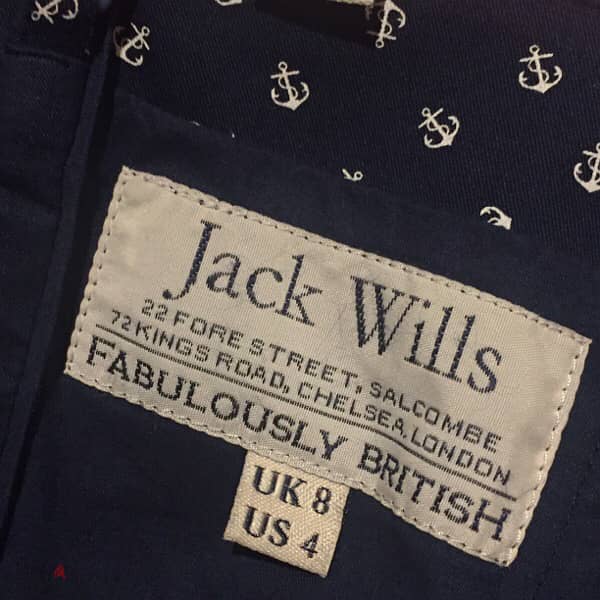 Jack Wills
22 FORE STREET, SALCOMBE
72 KINGS ROAD, CHELSEA, LONDON
FABULOUSLY BRITISH
UK 8
US 4